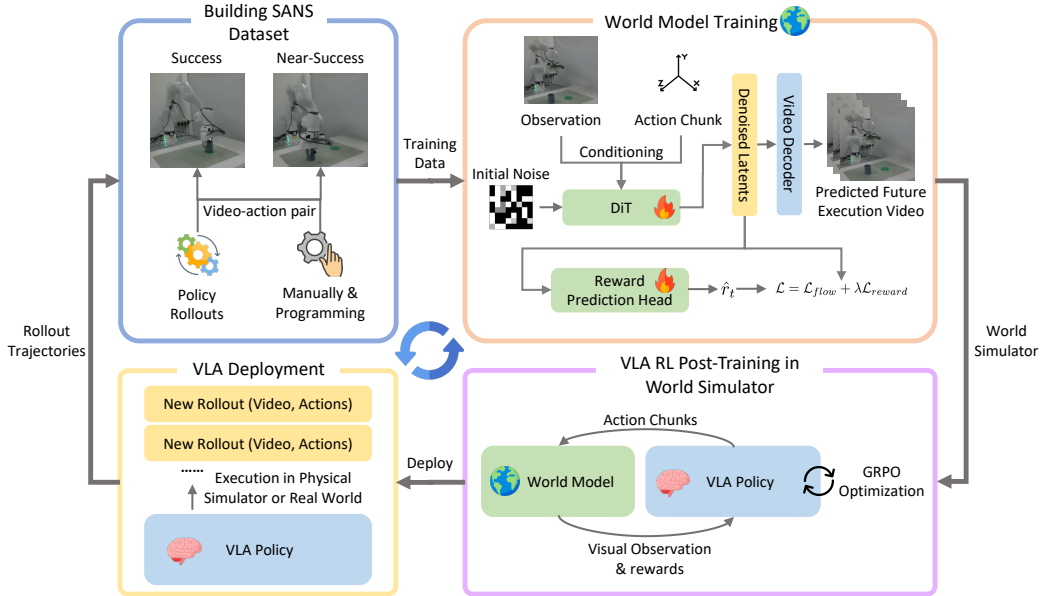 Building SANS
Dataset
Success
Near-Success
Video-action pair
Policy
Rollouts
Manually &
Programming
Training
Data
World Model Training
Observation
Action Chunk
Y
Z
X
Conditioning
Initial Noise
DiT
Denoised Latents
Video Decoder
Predicted Future
Execution Video
Reward
Prediction Head
r̂_t
ℒ = ℒ_flow + λℒ_reward
World
Simulator
VLA RL Post-Training in
World Simulator
Action Chunks
World Model
VLA Policy
GRPO
Optimization
Visual Observation
& rewards
Deploy
VLA Deployment
New Rollout (Video, Actions)
New Rollout (Video, Actions)
......
Execution in Physical
Simulator or Real World
VLA Policy
Rollout
Trajectories